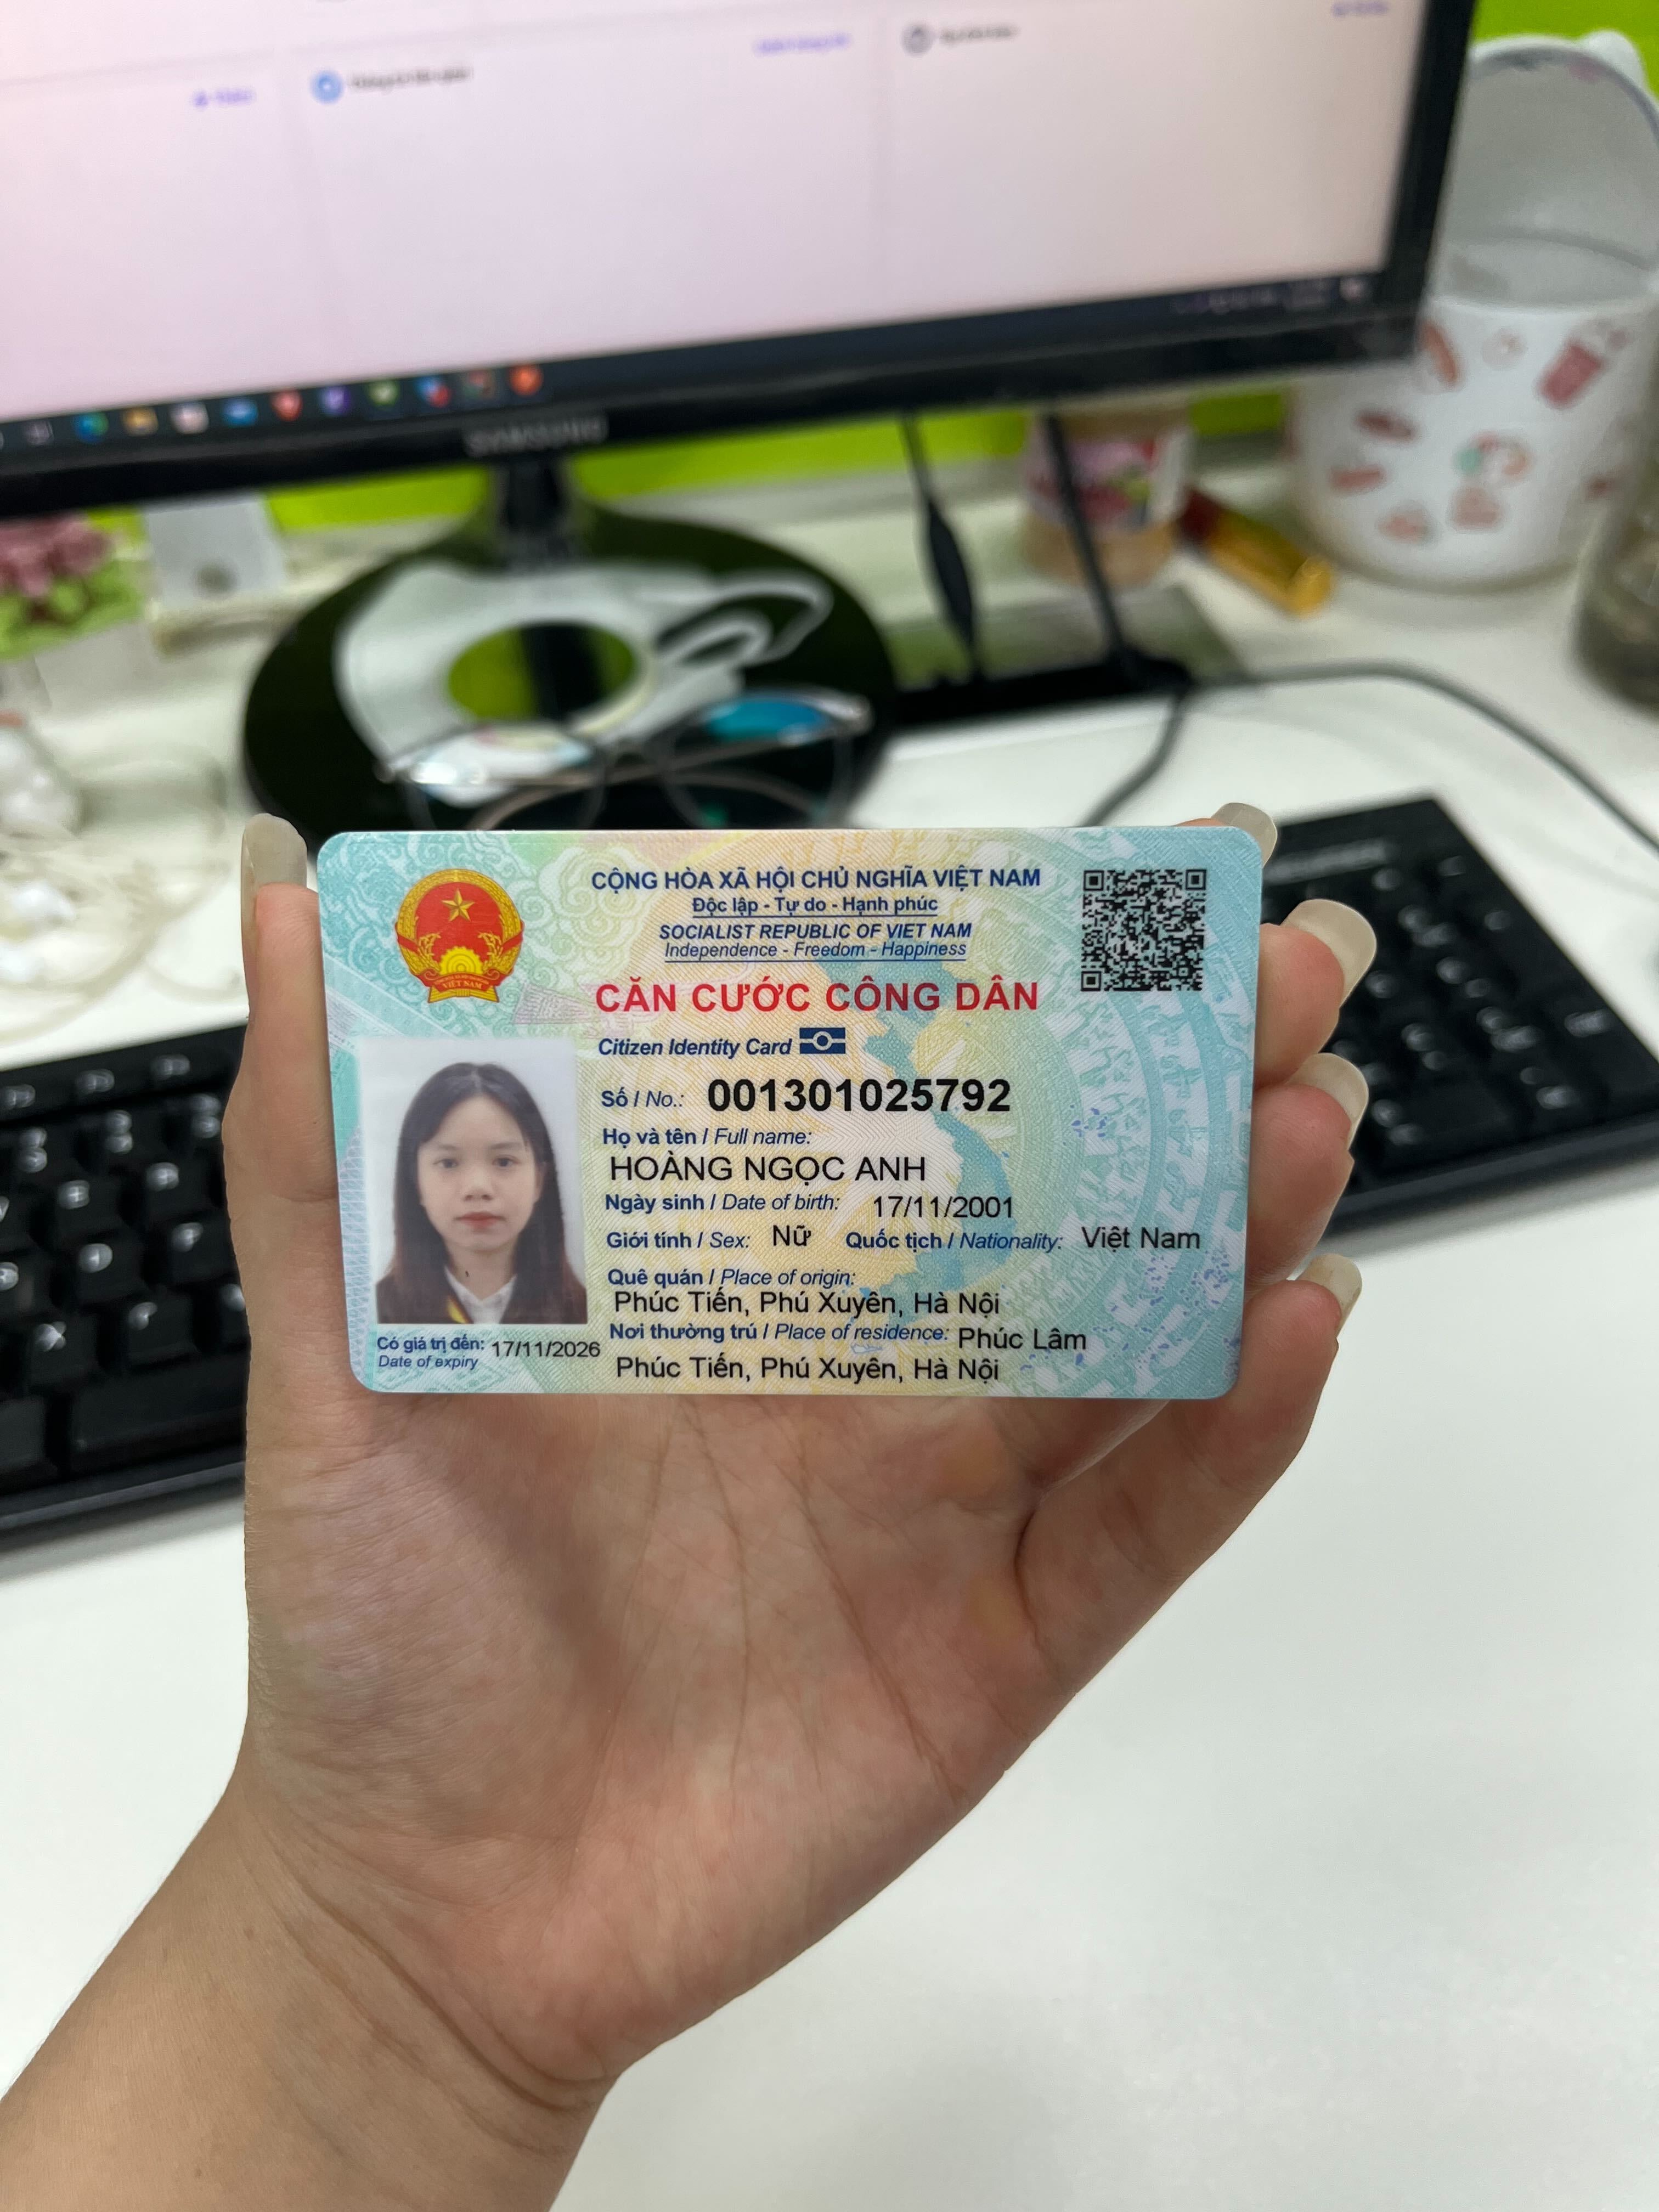 SAMSUNG
CỘNG HÒA XÃ HỘI CHỦ NGHĨA VIỆT NAM
Độc lập - Tự do - Hạnh phúc
SOCIALIST REPUBLIC OF VIET NAM
Independence - Freedom - Happiness
CĂN CƯỚC CÔNG DÂN
Citizen Identity Card
VIỆT NAM
Số / No.: 001301025792
Họ và tên / Full name:
HOÀNG NGỌC ANH
Ngày sinh / Date of birth: 17/11/2001
Giới tính / Sex: Nữ Quốc tịch / Nationality: Việt Nam
Quê quán / Place of origin:
Phúc Tiến, Phú Xuyên, Hà Nội
Nơi thường trú / Place of residence: Phúc Lâm
Phúc Tiến, Phú Xuyên, Hà Nội
Có giá trị đến: 17/11/2026
Date of expiry